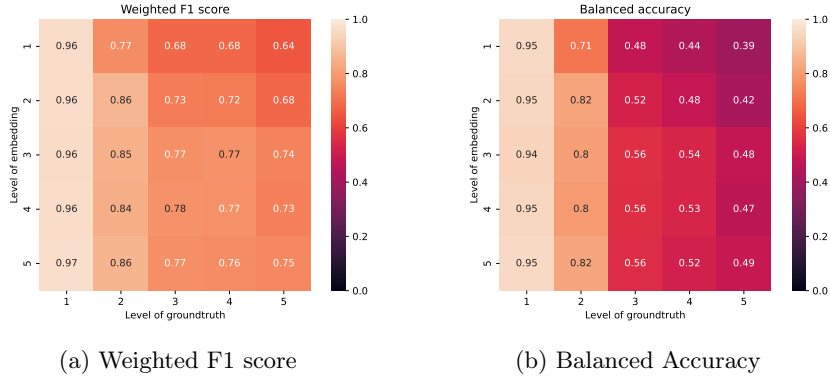 Weighted F1 score
Level of embedding
1 0.96 0.77 0.68 0.68 0.64
2 0.96 0.86 0.73 0.72 0.68
3 0.96 0.85 0.77 0.77 0.74
4 0.96 0.84 0.78 0.77 0.73
5 0.97 0.86 0.77 0.76 0.75
1 2 3 4 5
Level of groundtruth
1.0
0.8
0.6
0.4
0.2
0.0
(a) Weighted F1 score
Balanced accuracy
Level of embedding
1 0.95 0.71 0.48 0.44 0.39
2 0.95 0.82 0.52 0.48 0.42
3 0.94 0.8 0.56 0.54 0.48
4 0.95 0.8 0.56 0.53 0.47
5 0.95 0.82 0.56 0.52 0.49
1 2 3 4 5
Level of groundtruth
1.0
0.8
0.6
0.4
0.2
0.0
(b) Balanced Accuracy